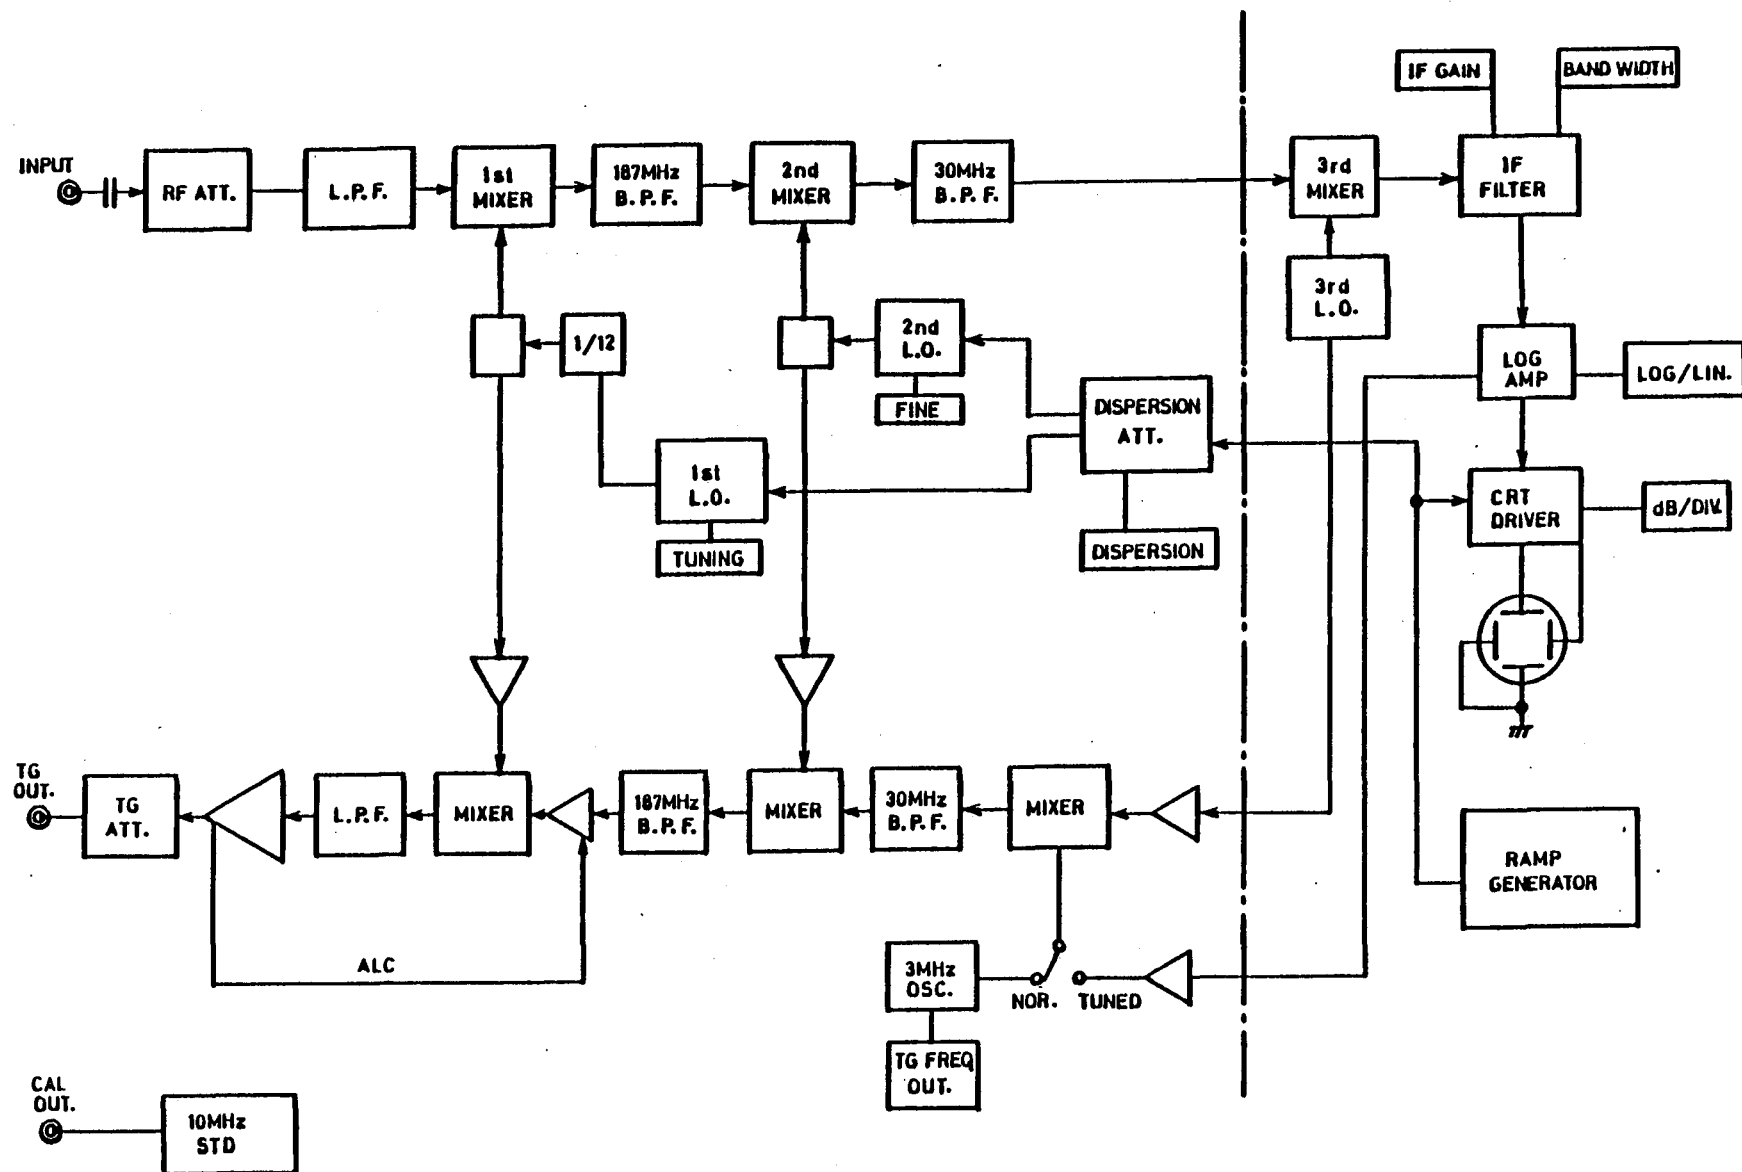 IF GAIN
BAND WIDTH
INPUT
RF ATT.
L.P.F.
1st
MIXER
187MHz
B.P.F.
2nd
MIXER
30MHz
B.P.F.
3rd
MIXER
IF
FILTER
3rd
L.O.
1/12
2nd
L.O.
FINE
LOG
AMP
LOG/LIN.
DISPERSION
ATT.
1st
L.O.
TUNING
DISPERSION
CRT
DRIVER
dB/DIV.
TG
OUT.
TG
ATT.
L.P.F.
MIXER
187MHz
B.P.F.
MIXER
30MHz
B.P.F.
MIXER
RAMP
GENERATOR
ALC
3MHz
OSC.
NOR.
TUNED
TG FREQ
OUT.
CAL
OUT.
10MHz
STD